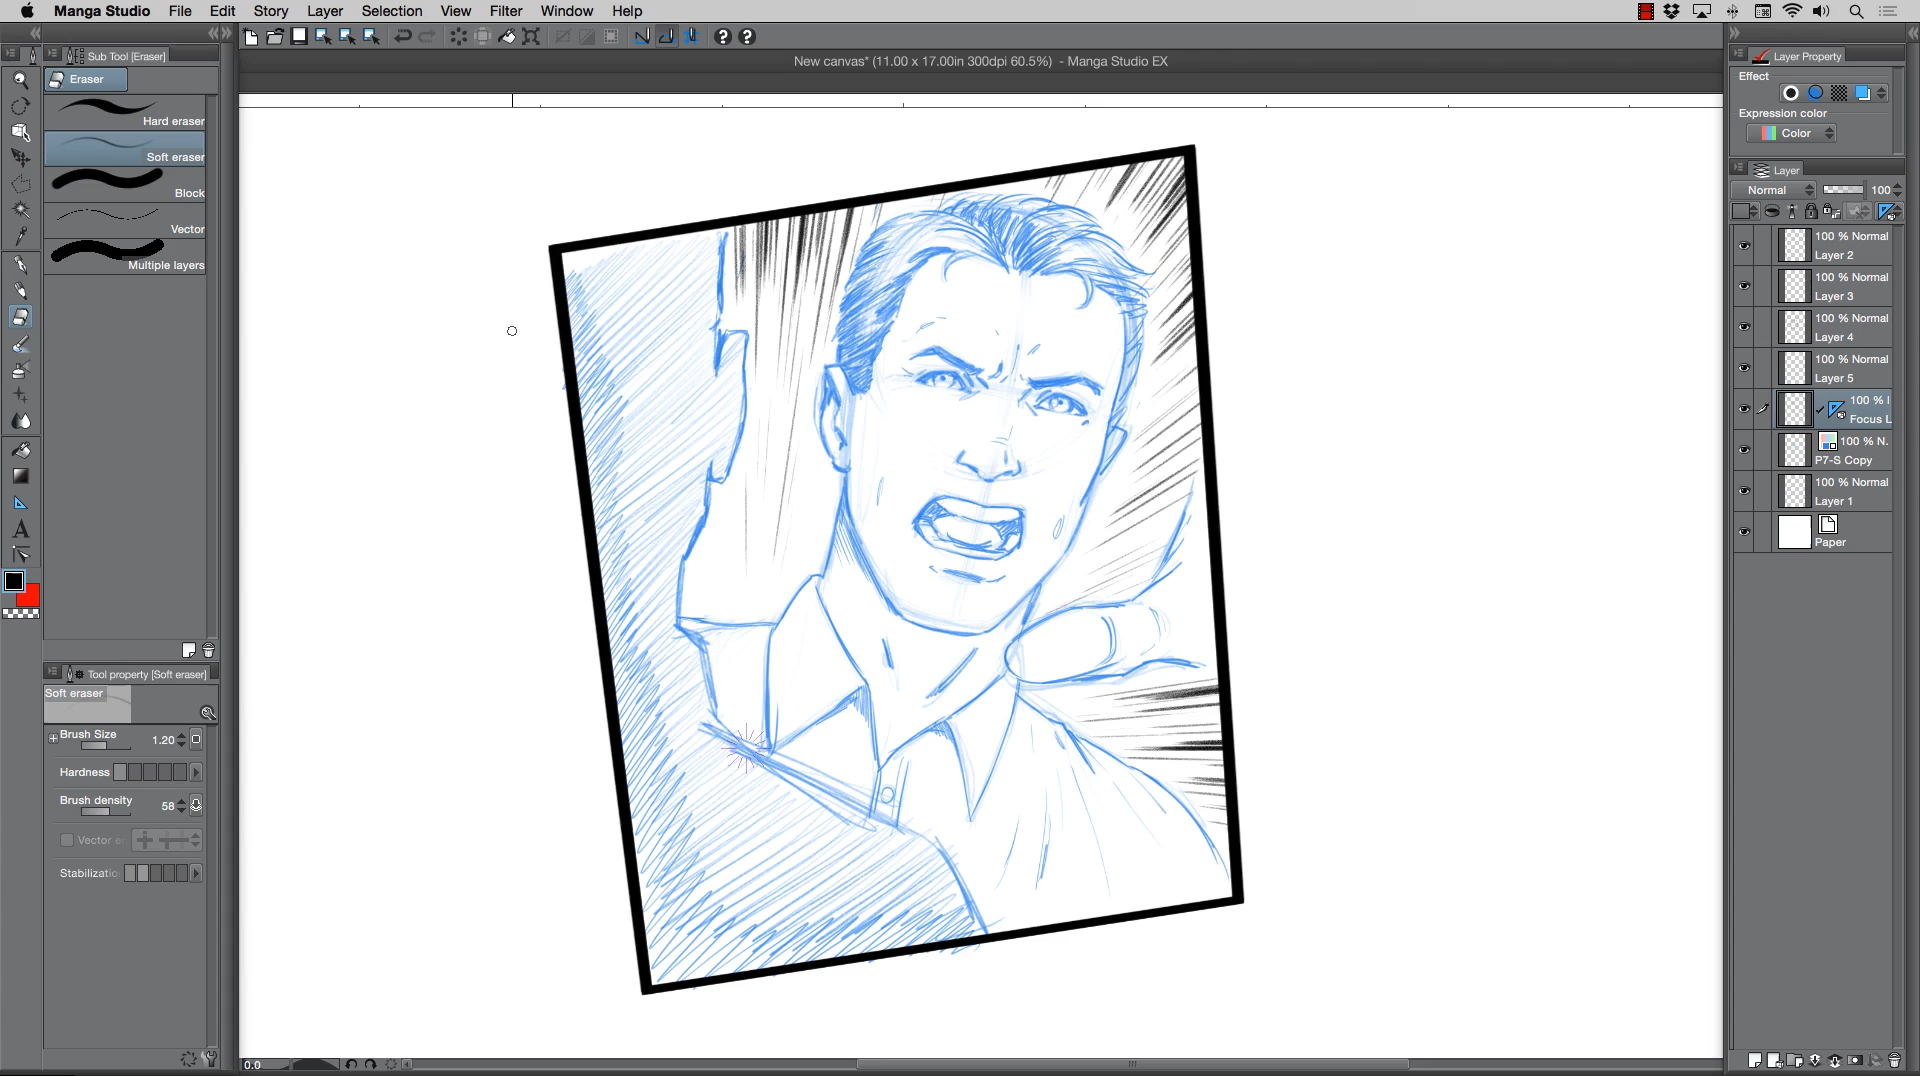 Manga Studio File Edit Story Layer Selection View Filter Window Help
New canvas* (11.00 x 17.00in 300dpi 60.5%) - Manga Studio EX
Sub Tool [Eraser]
Eraser
Hard eraser
Soft eraser
Block
Vector
Multiple layers
Tool property [Soft eraser]
Soft eraser
Brush Size 1.20
Hardness
Brush density 58
Vector e
Stabilizatio
0.0
Layer Property
Effect
Expression color
Color
Layer
Normal 100
100 % Normal
Layer 2
100 % Normal
Layer 3
100 % Normal
Layer 4
100 % Normal
Layer 5
100 % I
Focus L
100 % N.
P7-S Copy
100 % Normal
Layer 1
Paper